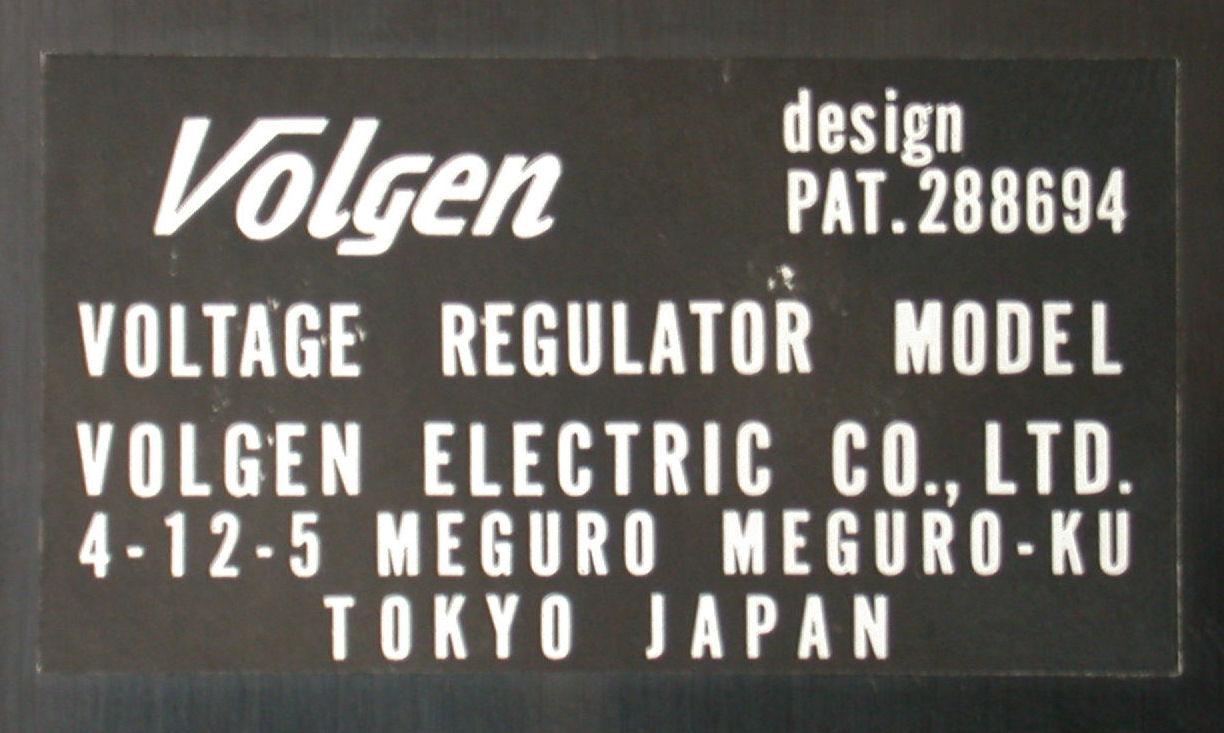 Volgen
design
PAT.288694
VOLTAGE REGULATOR MODEL
VOLGEN ELECTRIC CO.,LTD.
4-12-5 MEGURO MEGURO-KU
TOKYO JAPAN